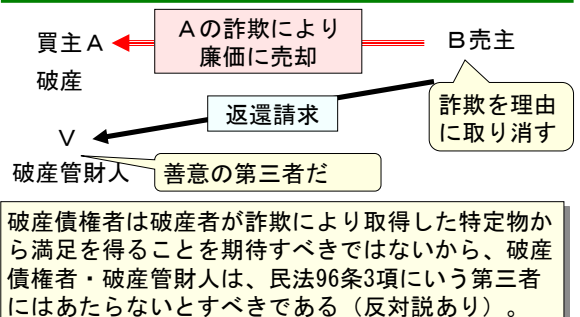 Aの詐欺により
廉価に売却
買主A
B売主
破産
詐欺を理由
に取り消す
返還請求
V
破産管財人
善意の第三者だ
破産債権者は破産者が詐欺により取得した特定物か
ら満足を得ることを期待すべきではないから、破産
債権者・破産管財人は、民法96条3項にいう第三者
にはあたらないとすべきである（反対説あり）。